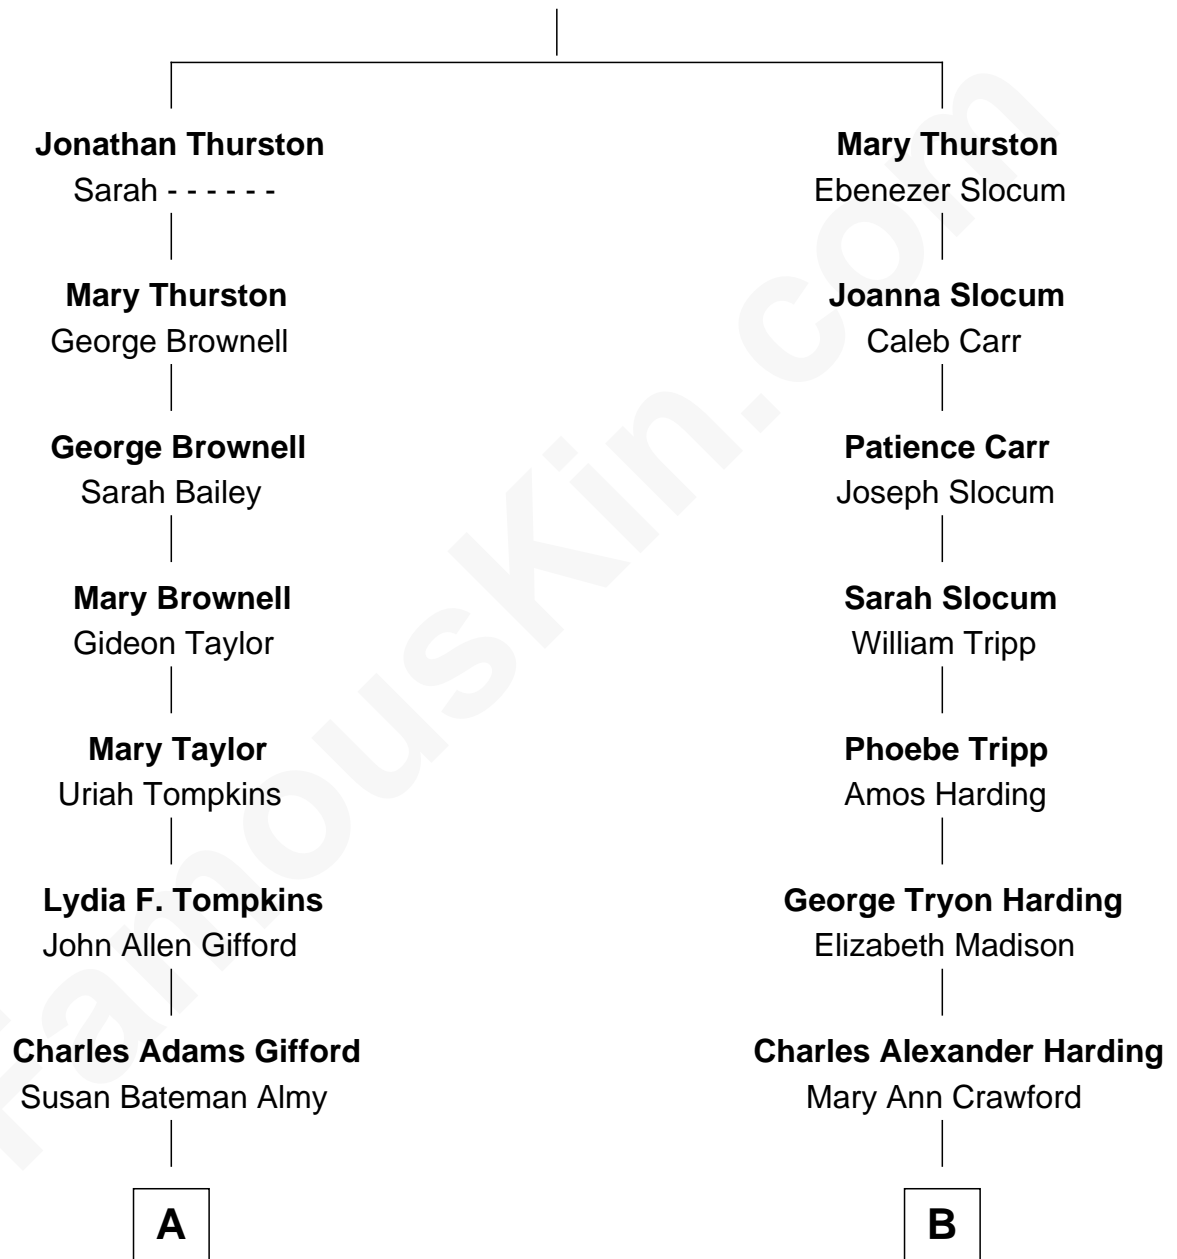 Jonathan Thurston
Sarah - - - - - -
Mary Thurston
George Brownell
George Brownell
Sarah Bailey
Mary Brownell
Gideon Taylor
Mary Taylor
Uriah Tompkins
Lydia F. Tompkins
John Allen Gifford
Charles Adams Gifford
Susan Bateman Almy
A
Mary Thurston
Ebenezer Slocum
Joanna Slocum
Caleb Carr
Patience Carr
Joseph Slocum
Sarah Slocum
William Tripp
Phoebe Tripp
Amos Harding
George Tryon Harding
Elizabeth Madison
Charles Alexander Harding
Mary Ann Crawford
B
FamousKin.com